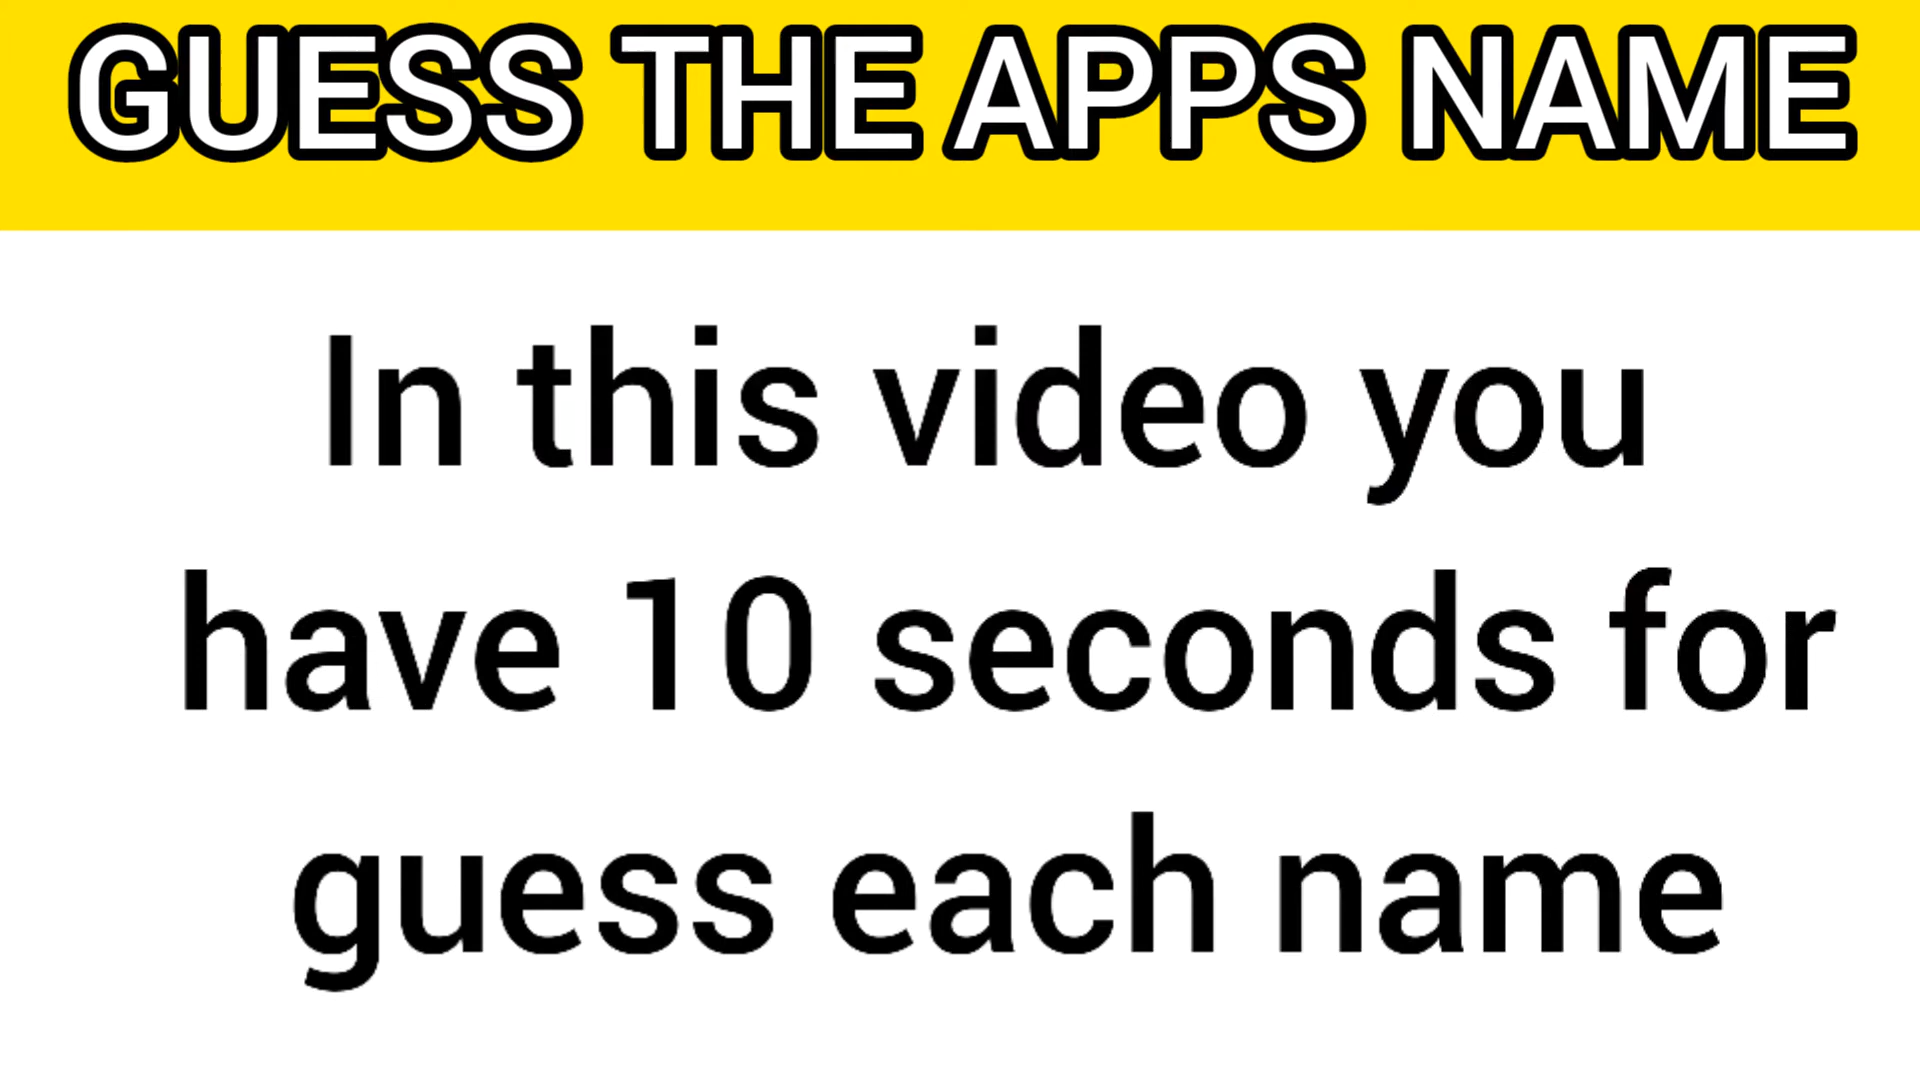 GUESS THE APPS NAME
In this video you
have 10 seconds for
guess each name